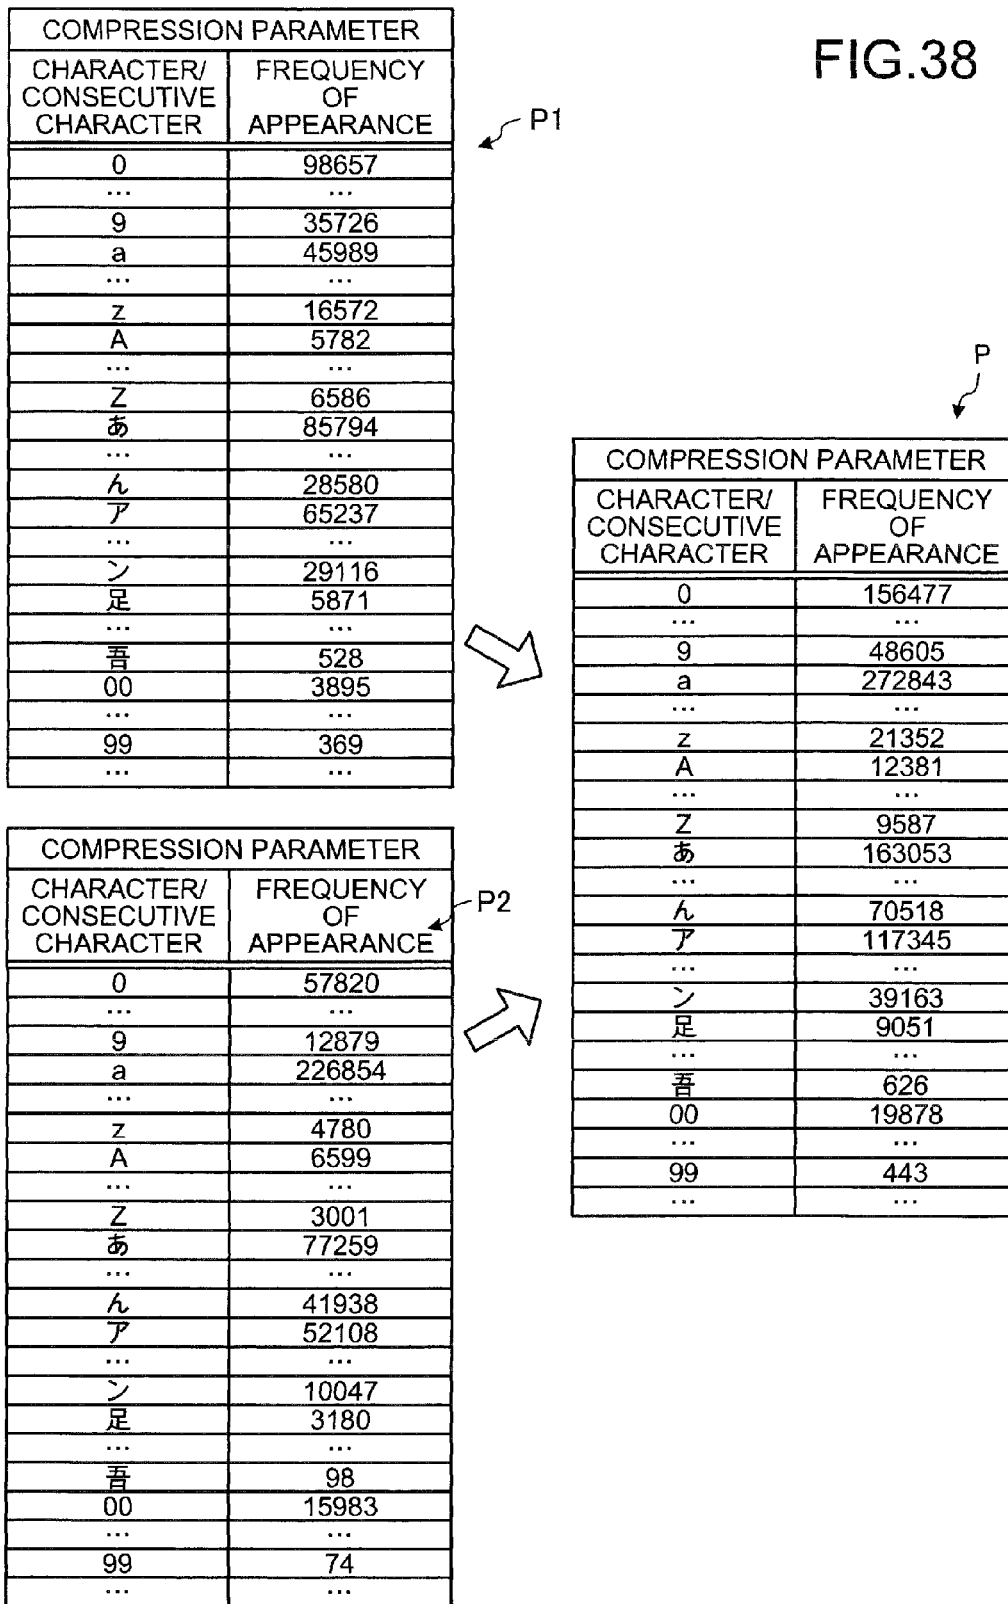 FIG.38
COMPRESSION PARAMETER
CHARACTER/ CONSECUTIVE CHARACTER FREQUENCY OF APPEARANCE
P1
0 98657
... ...
9 35726
a 45989
... ...
z 16572
A 5782
... ...
Z 6586
あ 85794
... ...
ん 28580
ア 65237
... ...
ン 29116
足 5871
... ...
吾 528
00 3895
... ...
99 369
... ...
COMPRESSION PARAMETER
CHARACTER/ CONSECUTIVE CHARACTER FREQUENCY OF APPEARANCE
P2
0 57820
... ...
9 12879
a 226854
... ...
z 4780
A 6599
... ...
Z 3001
あ 77259
... ...
ん 41938
ア 52108
... ...
ン 10047
足 3180
... ...
吾 98
00 15983
... ...
99 74
... ...
P
COMPRESSION PARAMETER
CHARACTER/ CONSECUTIVE CHARACTER FREQUENCY OF APPEARANCE
0 156477
... ...
9 48605
a 272843
... ...
z 21352
A 12381
... ...
Z 9587
あ 163053
... ...
ん 70518
ア 117345
... ...
ン 39163
足 9051
... ...
吾 626
00 19878
... ...
99 443
... ...